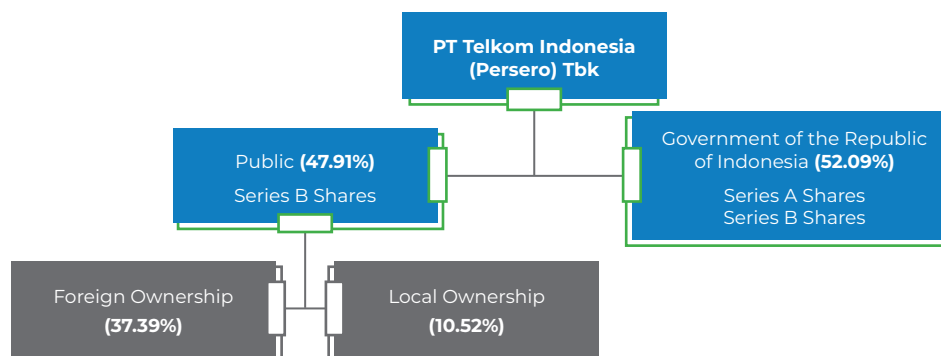 PT Telkom Indonesia
(Persero) Tbk
Public (47.91%)
Series B Shares
Government of the Republic
of Indonesia (52.09%)
Series A Shares
Series B Shares
Foreign Ownership
(37.39%)
Local Ownership
(10.52%)